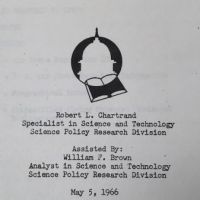 Robert L. Chartrand
Specialist in Science and Technology
Science Policy Research Division
Assisted By:
William F. Brown
Analyst in Science and Technology
Science Policy Research Division
May 5, 1966